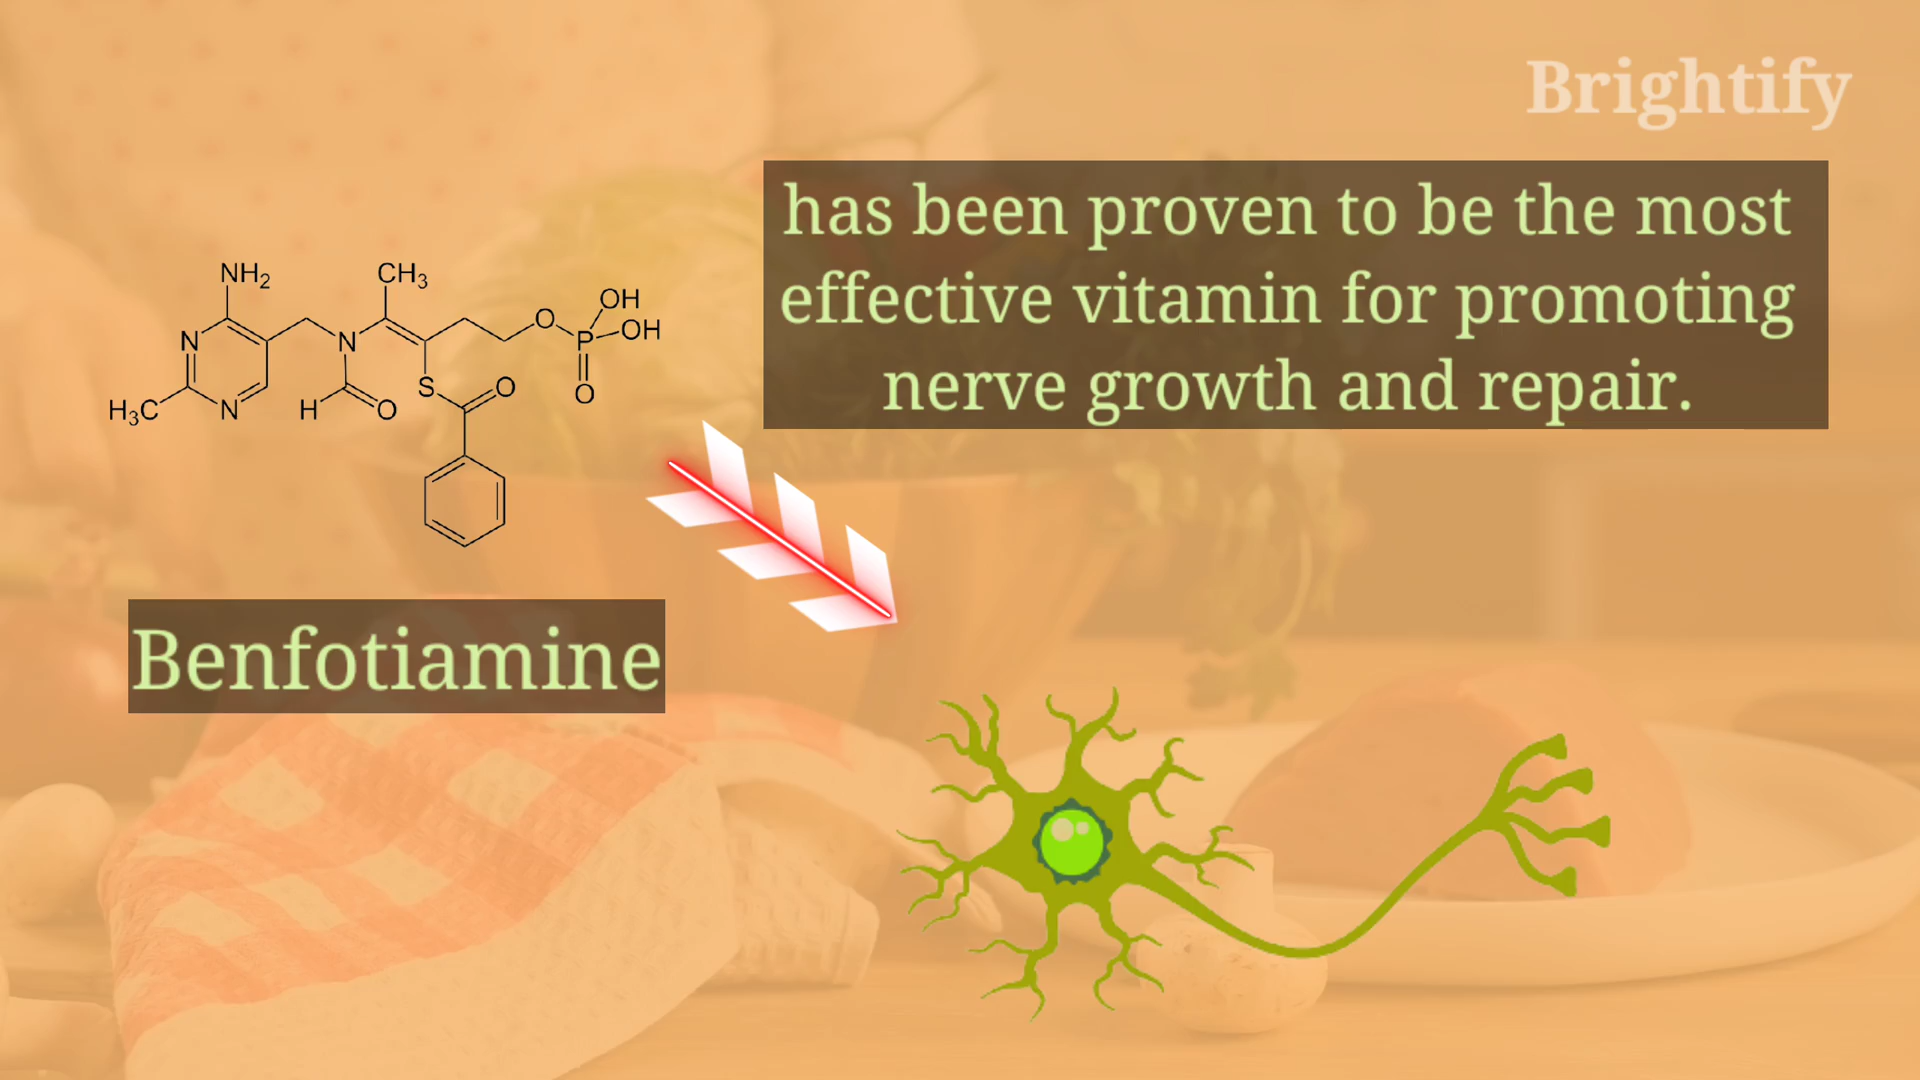 Brightify
has been proven to be the most
effective vitamin for promoting
nerve growth and repair.
NH₂
CH₃
OH
O
P
OH
N
N
O
S
O
H₃C
N
H
O
Benfotiamine